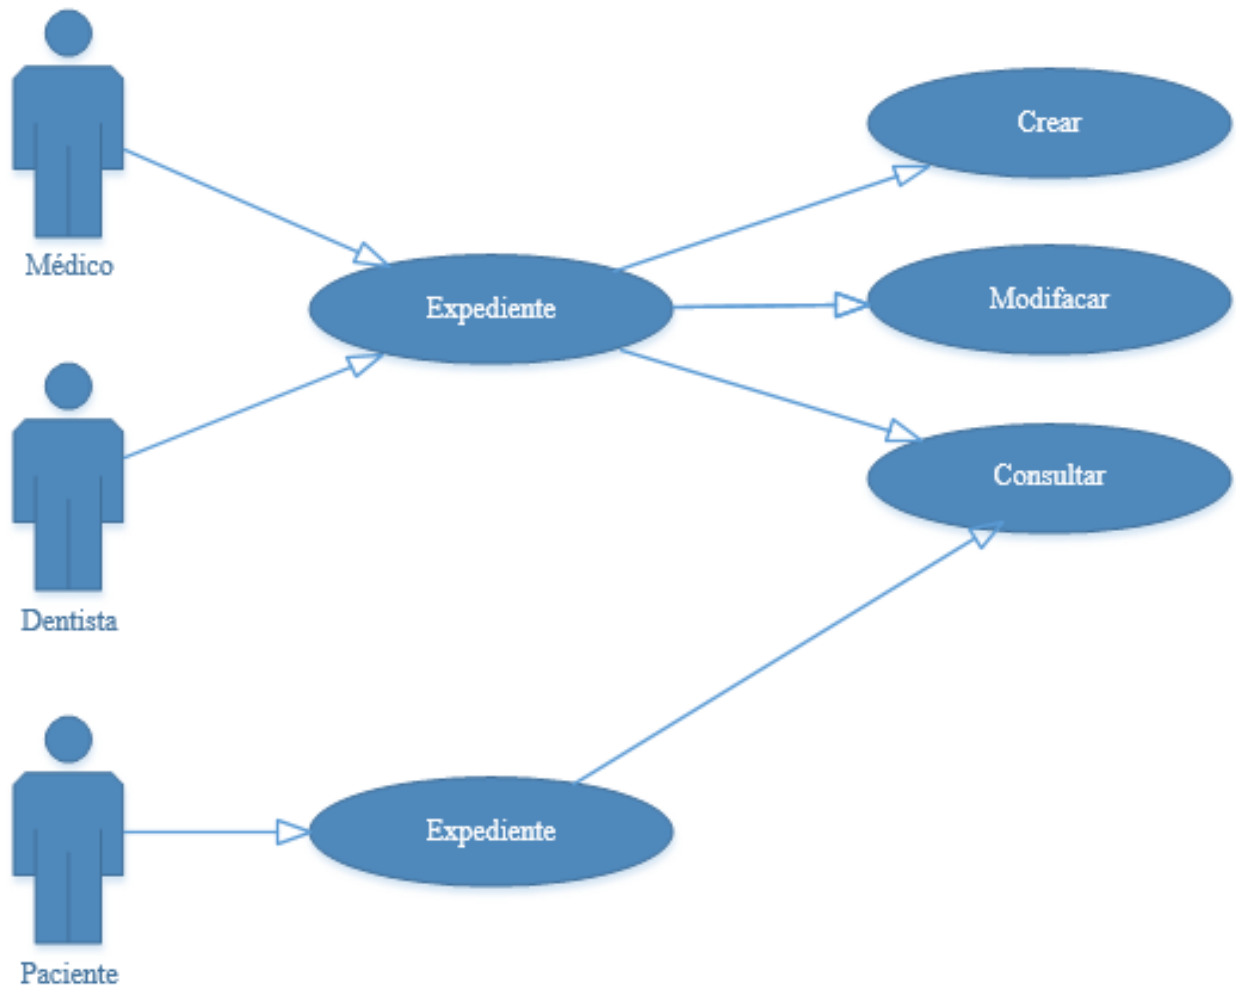 Médico
Expediente
Crear
Modifacar
Consultar
Dentista
Expediente
Paciente